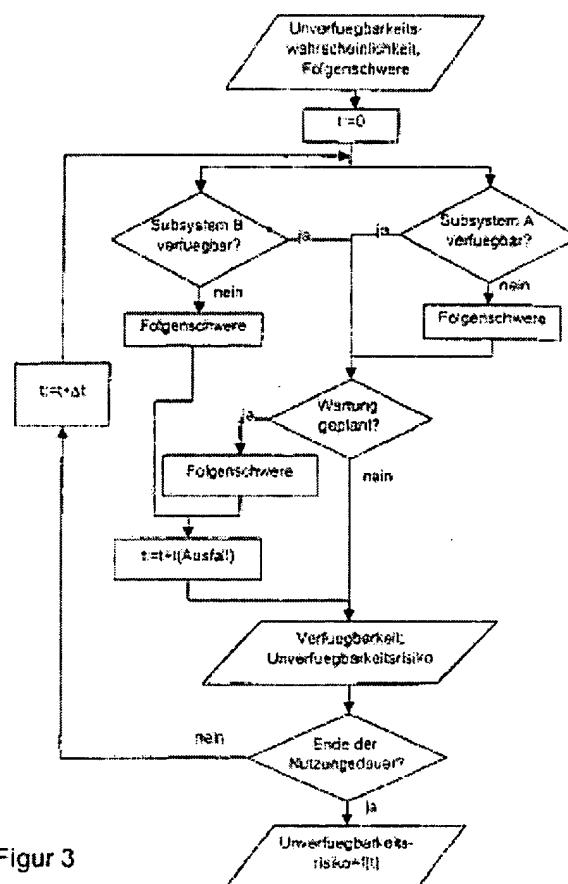 Unverfuegbarkeits-
wahrscheinlichkeit,
Folgenschwere
t:=0
Subsystem B
verfuegbar?
ja
ja
Subsystem A
verfuegbar?
nein
nein
Folgenschwere
Folgenschwere
t:=t+Δt
Wartung
geplant?
ja
Folgenschwere
nein
t:=t+t(Ausfall)
Verfuegbarkeit,
Unverfuegbarkeitsrisiko
nein
Ende der
Nutzungsdauer?
ja
Unverfuegbarkeits-
risiko=f(t)
Figur 3